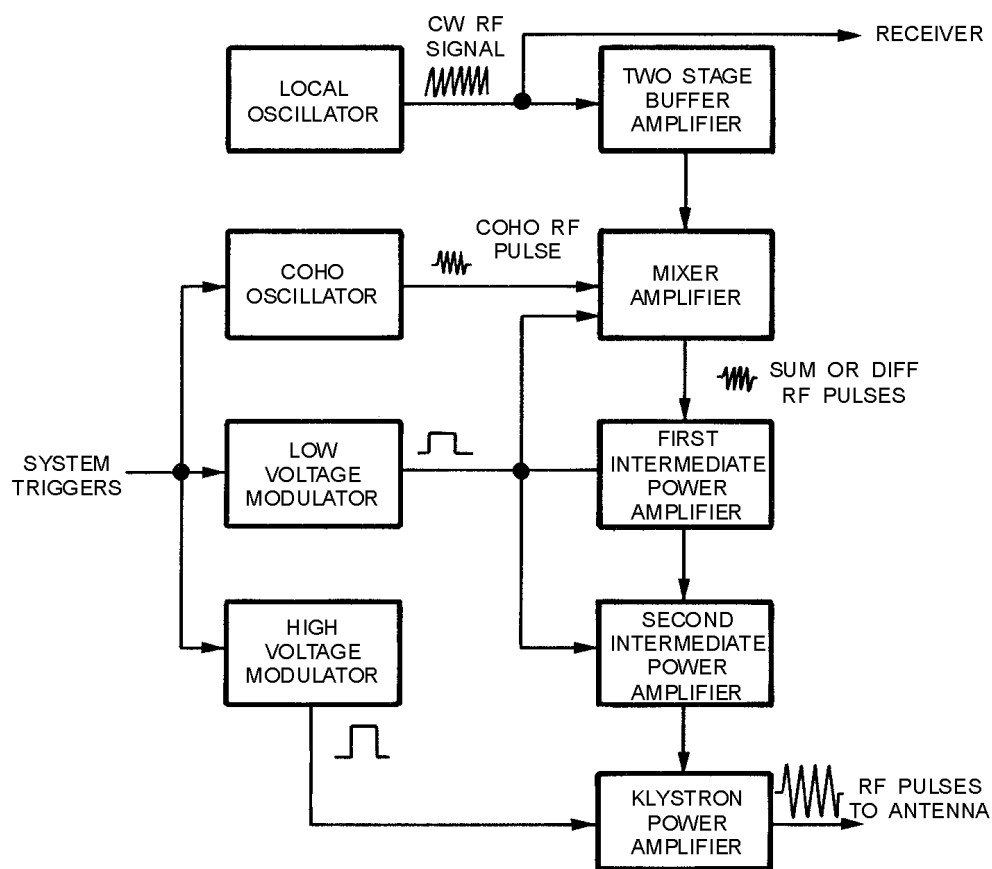 CW RF
SIGNAL
RECEIVER
LOCAL
OSCILLATOR
TWO STAGE
BUFFER
AMPLIFIER
COHO RF
PULSE
COHO
OSCILLATOR
MIXER
AMPLIFIER
SUM OR DIFF
RF PULSES
SYSTEM
TRIGGERS
LOW
VOLTAGE
MODULATOR
FIRST
INTERMEDIATE
POWER
AMPLIFIER
HIGH
VOLTAGE
MODULATOR
SECOND
INTERMEDIATE
POWER
AMPLIFIER
KLYSTRON
POWER
AMPLIFIER
RF PULSES
TO ANTENNA